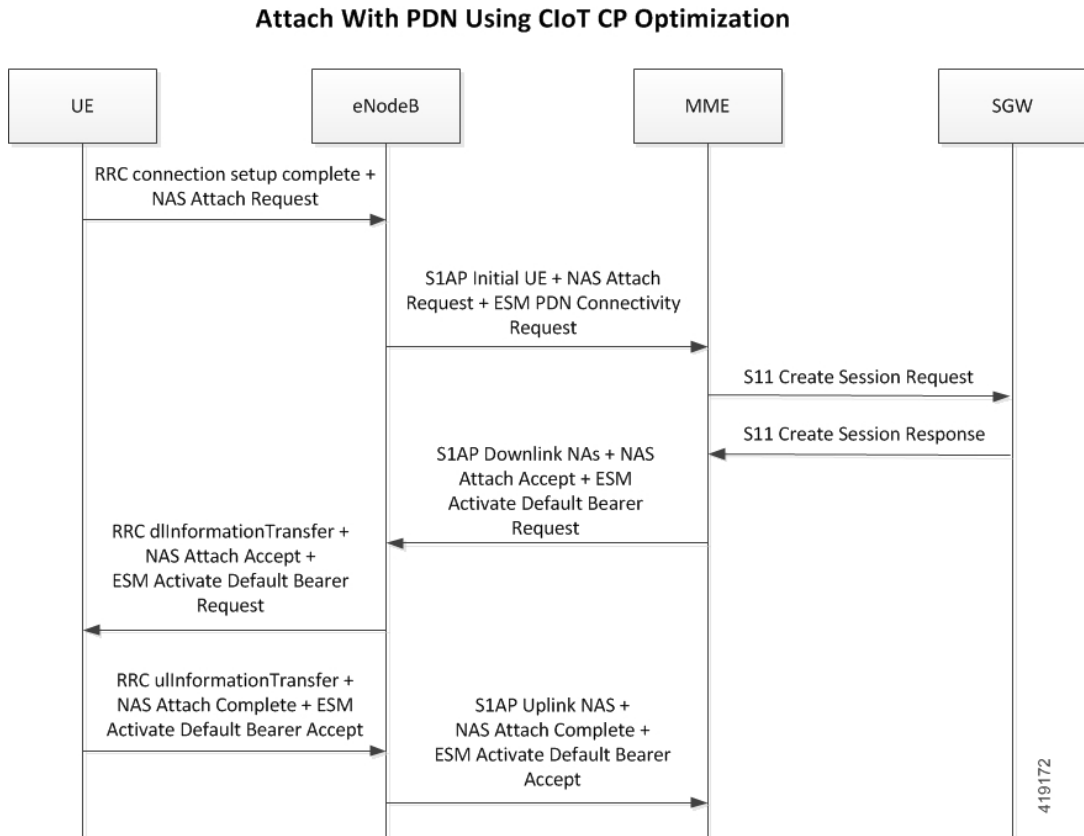 Attach With PDN Using CIoT CP Optimization
UE
eNodeB
MME
SGW
RRC connection setup complete +
NAS Attach Request
S1AP Initial UE + NAS Attach
Request + ESM PDN Connectivity
Request
S11 Create Session Request
S11 Create Session Response
S1AP Downlink NAs + NAS
Attach Accept + ESM
Activate Default Bearer
Request
RRC dlInformationTransfer +
NAS Attach Accept +
ESM Activate Default Bearer
Request
RRC ulInformationTransfer +
NAS Attach Complete + ESM
Activate Default Bearer Accept
S1AP Uplink NAS +
NAS Attach Complete +
ESM Activate Default Bearer
Accept
419172